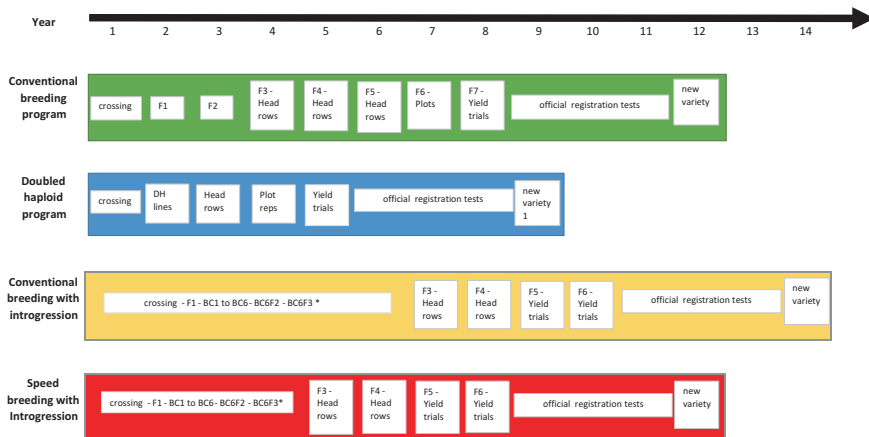 Year
1 2 3 4 5 6 7 8 9 10 11 12 13 14
Conventional
breeding
program
crossing
F1
F2
F3 -
Head
rows
F4 -
Head
rows
F5 -
Head
rows
F6 -
Plots
F7 -
Yield
trials
official registration tests
new
variety
Doubled
haploid
program
crossing
DH
lines
Head
rows
Plot
reps
Yield
trials
official registration tests
new
variety
1
Conventional
breeding with
introgression
crossing - F1 - BC1 to BC6 - BC6F2 - BC6F3 *
F3 -
Head
rows
F4 -
Head
rows
F5 -
Yield
trials
F6 -
Yield
trials
official registration tests
new
variety
Speed
breeding with
Introgression
crossing - F1 - BC1 to BC6- BC6F2 - BC6F3*
F3 -
Head
rows
F4 -
Head
rows
F5 -
Yield
trials
F6 -
Yield
trials
official registration tests
new
variety